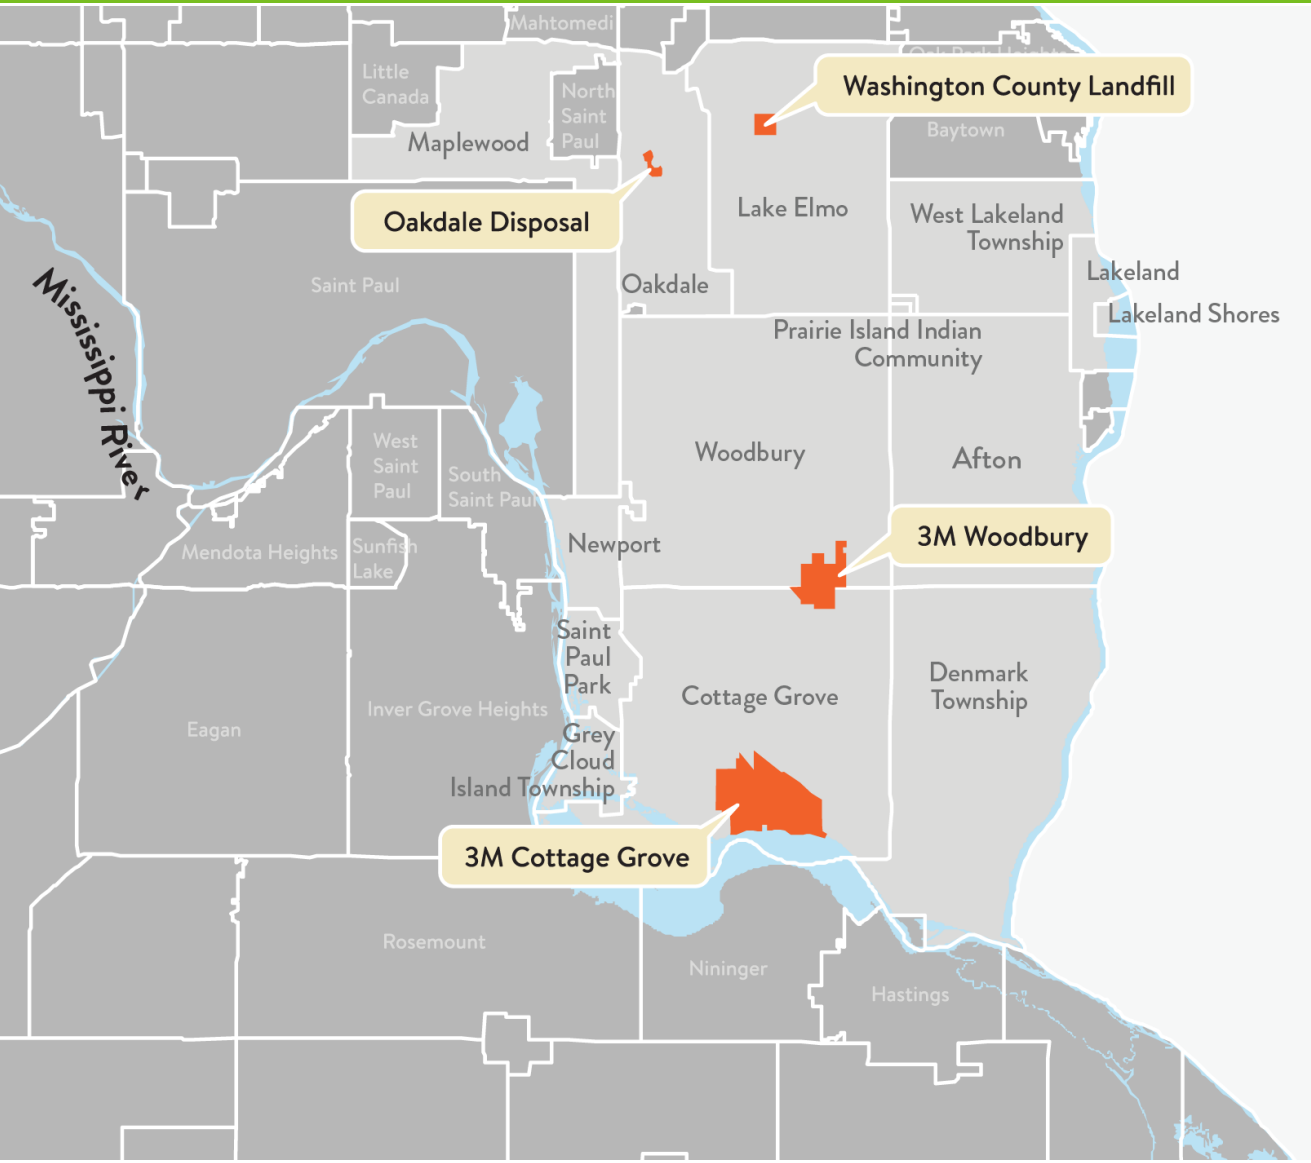 Mahtomedi
Oak Park Heights
Little
Canada
Washington County Landfill
North
Saint
Paul
Baytown
Maplewood
Oakdale Disposal
Lake Elmo
West Lakeland
Township
Lakeland
Saint Paul
Oakdale
Lakeland Shores
Mississippi River
Prairie Island Indian
Community
West
Saint
Paul
South
Saint Paul
Woodbury
Afton
Mendota Heights
Sunfish
Lake
Newport
3M Woodbury
Saint
Paul
Park
Cottage Grove
Denmark
Township
Eagan
Inver Grove Heights
Grey
Cloud
Island Township
3M Cottage Grove
Rosemount
Nininger
Hastings